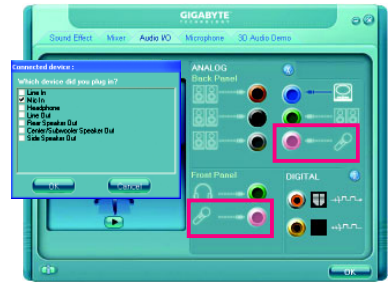 GIGABYTE
TECHNOLOGY
Sound Effect Mixer Audio I/O Microphone 3D Audio Demo
Connected device :
Which device did you plug in?
Line In
Mic In
Headphone
Line Out
Rear Speaker Out
Center/Subwoofer Speaker Out
Side Speaker Out
OK Cancel
ANALOG
Back Panel
Front Panel
DIGITAL
OK